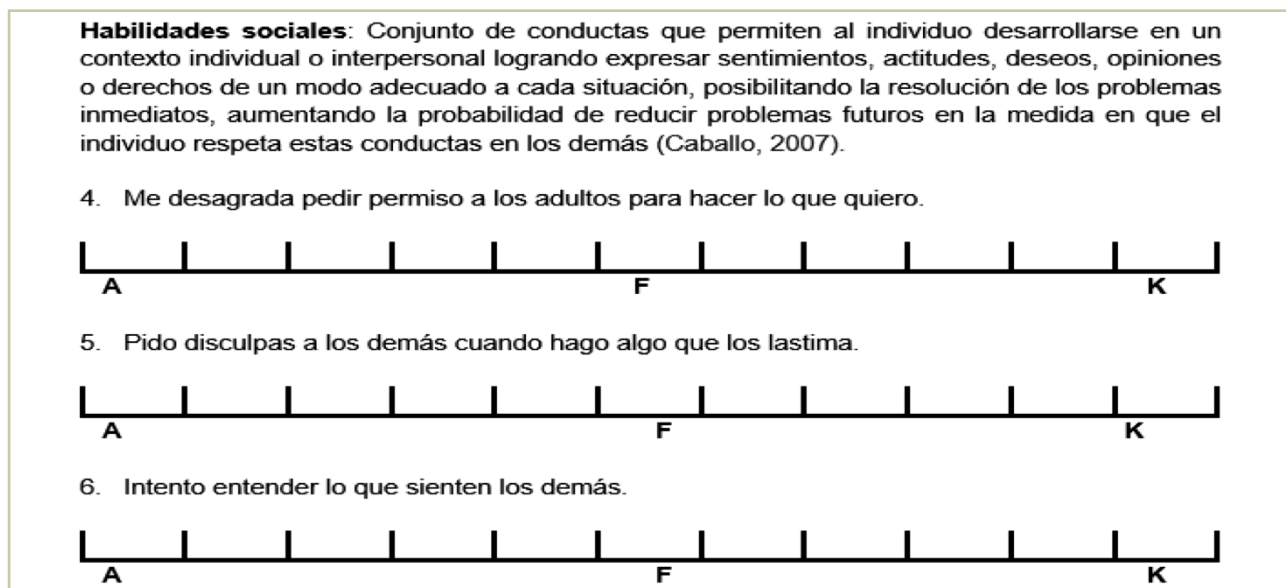 Habilidades sociales: Conjunto de conductas que permiten al individuo desarrollarse en un
contexto individual o interpersonal logrando expresar sentimientos, actitudes, deseos, opiniones
o derechos de un modo adecuado a cada situación, posibilitando la resolución de los problemas
inmediatos, aumentando la probabilidad de reducir problemas futuros en la medida en que el
individuo respeta estas conductas en los demás (Caballo, 2007).
4. Me desagrada pedir permiso a los adultos para hacer lo que quiero.
A F K
5. Pido disculpas a los demás cuando hago algo que los lastima.
A F K
6. Intento entender lo que sienten los demás.
A F K